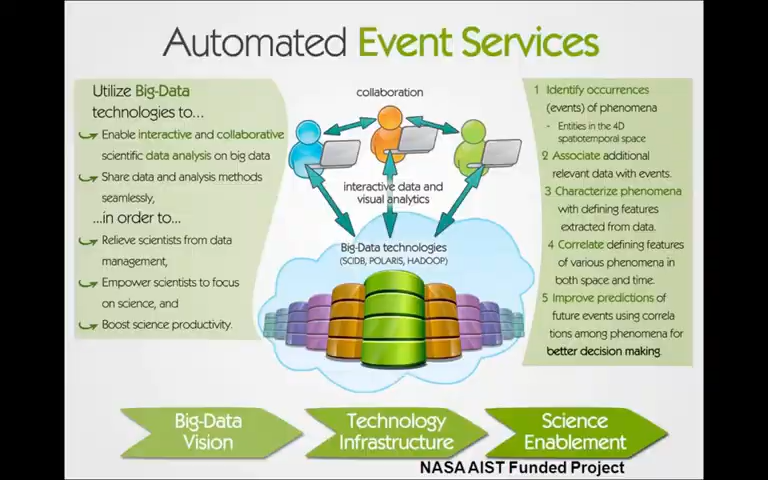 Automated Event Services
Utilize Big-Data
technologies to...
Enable interactive and collaborative
scientific data analysis on big data
Share data and analysis methods
seamlessly,
...in order to...
Relieve scientists from data
management,
Empower scientists to focus
on science, and
Boost science productivity.
collaboration
interactive data and
visual analytics
Big-Data technologies
(SCIDB, POLARIS, HADOOP)
1 Identify occurrences
(events) of phenomena
- Entities in the 4D
spatiotemporal space
2 Associate additional
relevant data with events.
3 Characterize phenomena
with defining features
extracted from data.
4 Correlate defining features
of various phenomena in
both space and time.
5 Improve predictions of
future events using correla
tions among phenomena for
better decision making.
Big-Data
Vision
Technology
Infrastructure
Science
Enablement
NASA AIST Funded Project